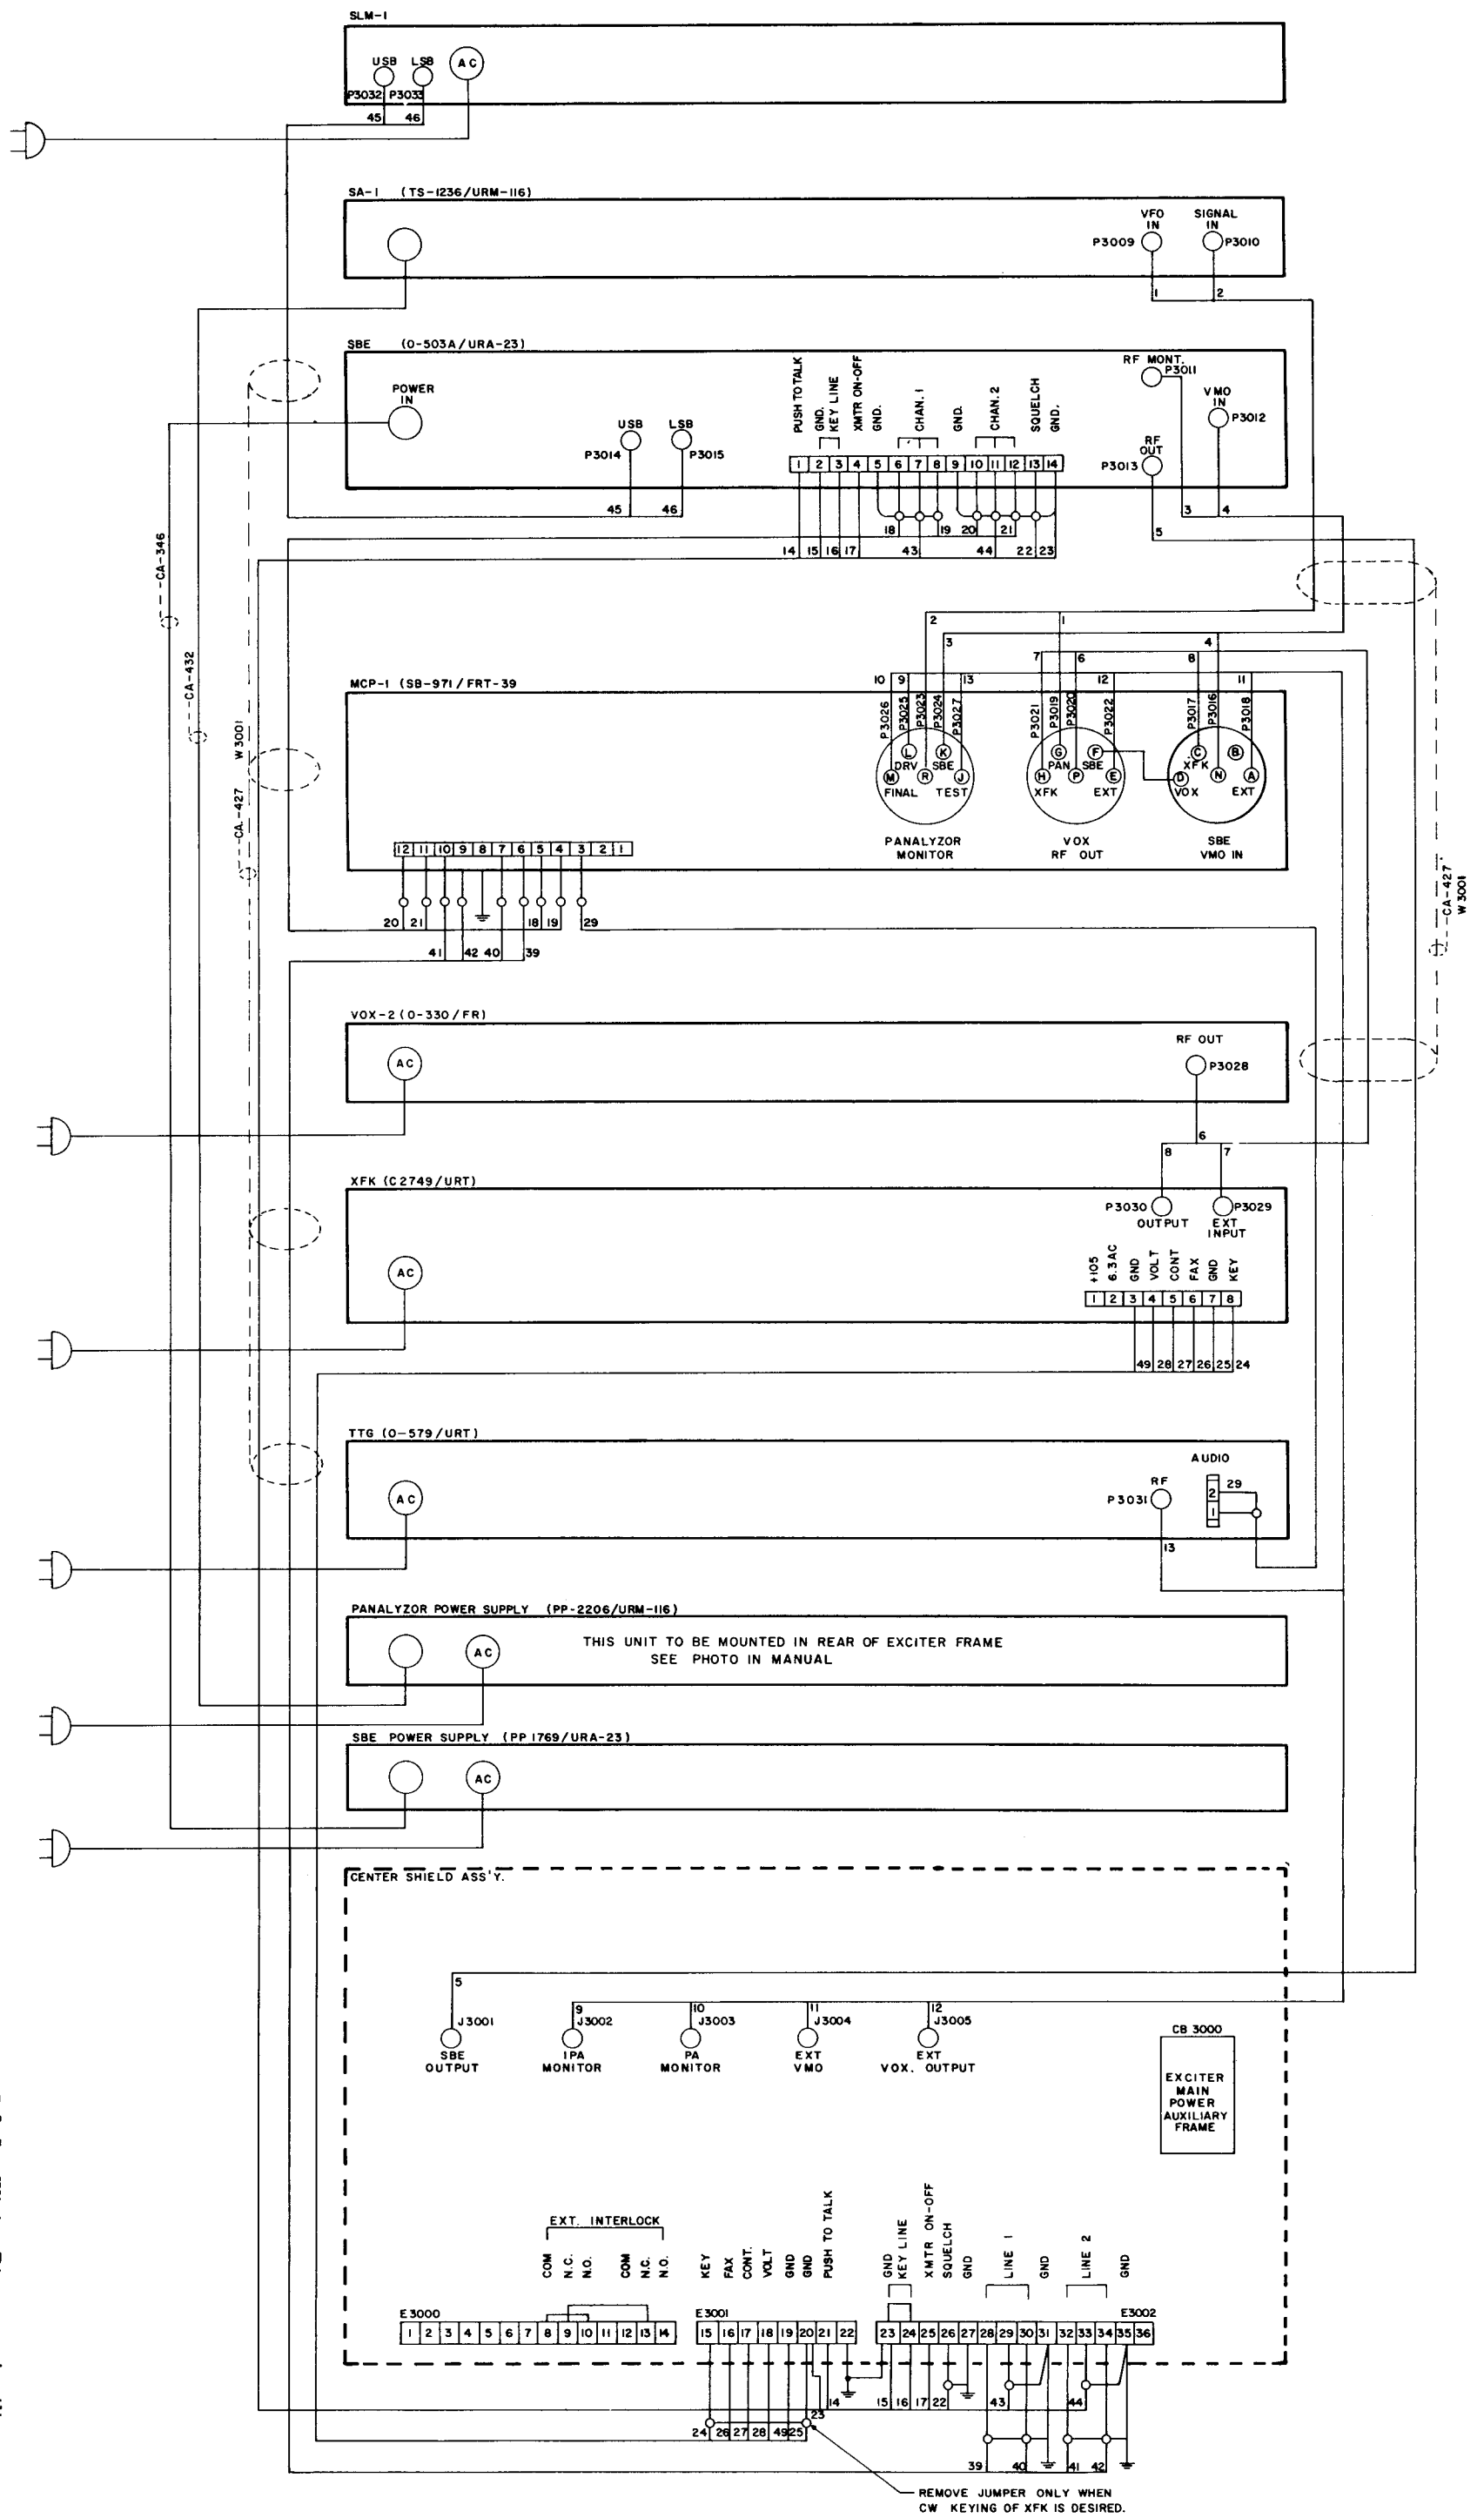 SLM-1
USB LSB AC
P3032 P3033
45 46
SA-1 (TS-1236/URM-116)
VFO IN SIGNAL IN
P3009 P3010
1 2
SBE (O-503A/URA-23)
POWER IN
USB LSB
P3014 P3015
45 46
PUSH TO TALK
GND.
KEY LINE
XMTR ON-OFF
GND.
CHAN. 1
GND.
CHAN. 2
SQUELCH
GND.
1 2 3 4 5 6 7 8 9 10 11 12 13 14
RF MONT.
P3011
VMO IN
P3012
RF OUT
P3013
3 4
5
18 19 20 21
14 15 16 17 43 44 22 23
CA-346
CA-432
W3001
CA-427
2 1
3 4
7 6 8
10 9 13 12 11
MCP-1 (SB-971/FRT-39
P3026 P3025 P3023 P3024 P3027
P3021 P3019 P3020 P3022
P3017 P3016 P3018
L K
DRV SBE
M R J
FINAL TEST
G F
PAN SBE
H P E
XFK EXT
C B
XFK
D N A
VOX EXT
PANALYZOR MONITOR
VOX RF OUT
SBE VMO IN
12 11 10 9 8 7 6 5 4 3 2 1
20 21 18 19 29
41 42 40 39
CA-427
W3001
VOX-2 (O-330/FR)
AC
RF OUT
P3028
6
8 7
XFK (C2749/URT)
AC
P3030 P3029
OUTPUT EXT INPUT
+105
6.3AC
GND
VOLT
CONT
FAX
GND
KEY
1 2 3 4 5 6 7 8
49 28 27 26 25 24
TTG (O-579/URT)
AC
AUDIO
RF
P3031
2 29
1
13
PANALYZOR POWER SUPPLY (PP-2206/URM-116)
AC
THIS UNIT TO BE MOUNTED IN REAR OF EXCITER FRAME
SEE PHOTO IN MANUAL
SBE POWER SUPPLY (PP 1769/URA-23)
AC
CENTER SHIELD ASS'Y.
5 9 10 11 12
J3001 J3002 J3003 J3004 J3005
SBE OUTPUT
IPA MONITOR
PA MONITOR
EXT VMO
EXT VOX. OUTPUT
CB 3000
EXCITER
MAIN
POWER
AUXILIARY
FRAME
EXT. INTERLOCK
COM
N.C.
N.O.
COM
N.C.
N.O.
KEY
FAX
CONT.
VOLT
GND
GND
PUSH TO TALK
GND
KEY LINE
XMTR ON-OFF
SQUELCH
GND
LINE 1
GND
LINE 2
GND
E3000 E3001 E3002
1 2 3 4 5 6 7 8 9 10 11 12 13 14
15 16 17 18 19 20 21 22
23 24 25 26 27 28 29 30 31 32 33 34 35 36
14 15 16 17 22 43 44
23
24 26 27 28 49 25
39 40 41 42
REMOVE JUMPER ONLY WHEN
CW KEYING OF XFK IS DESIRED.